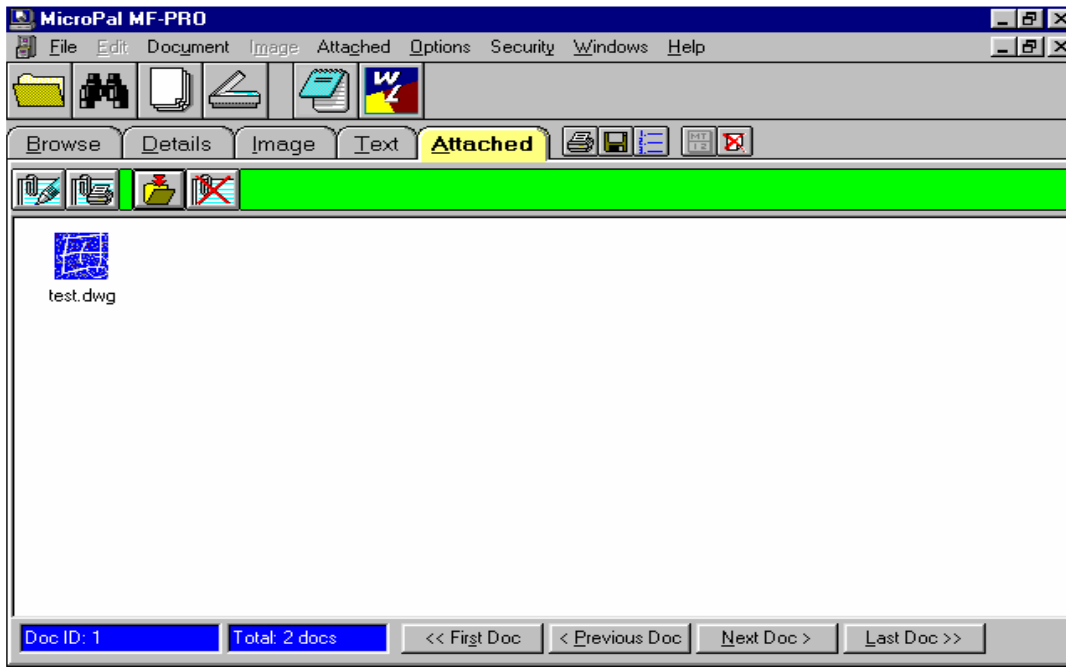 MicroPal MF-PRO
File Edit Document Image Attached Options Security Windows Help
WL
Browse Details Image Text Attached
test.dwg
Doc ID: 1 Total: 2 docs << First Doc < Previous Doc Next Doc > Last Doc >>